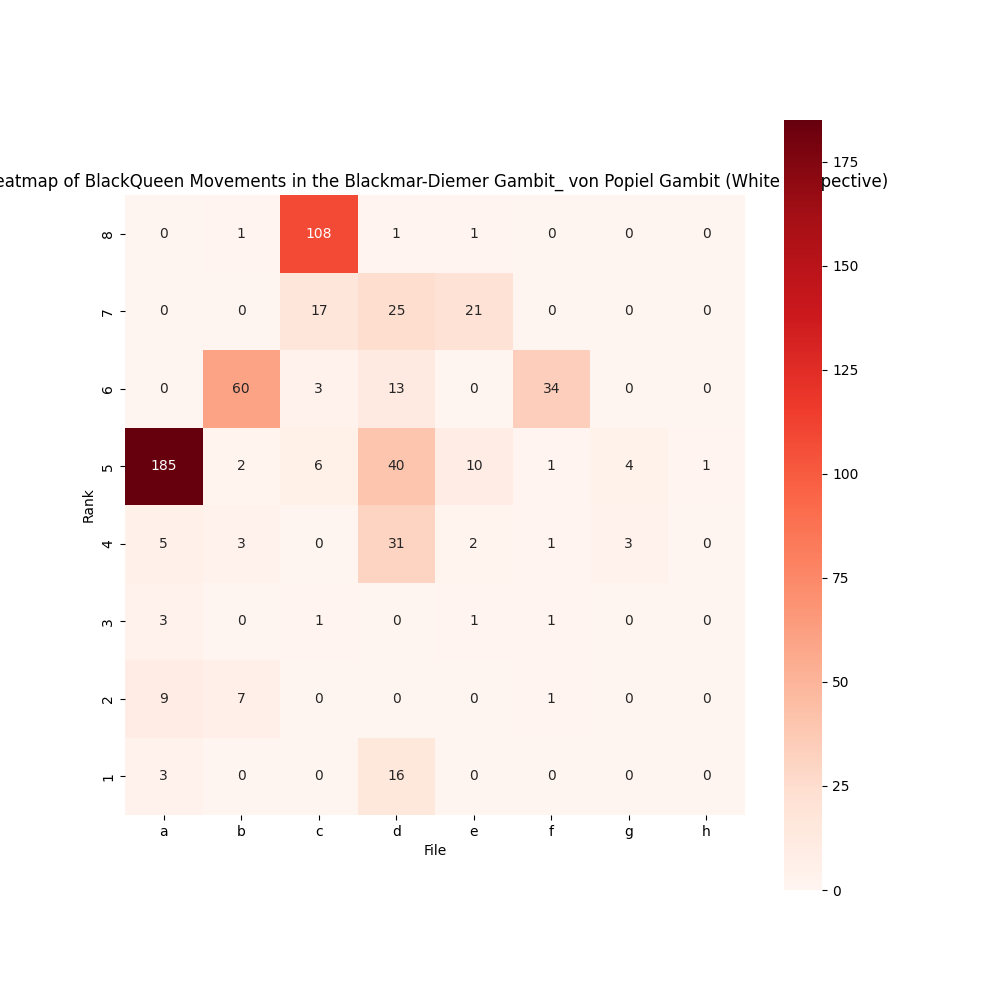 eatmap of BlackQueen Movements in the Blackmar-Diemer Gambit_ von Popiel Gambit (White pective)
8 0 1 108 1 1 0 0 0
7 0 0 17 25 21 0 0 0
6 0 60 3 13 0 34 0 0
5 185 2 6 40 10 1 4 1
4 5 3 0 31 2 1 3 0
3 3 0 1 0 1 1 0 0
2 9 7 0 0 0 1 0 0
1 3 0 0 16 0 0 0 0
a b c d e f g h
Rank
File
175
150
125
100
75
50
25
0